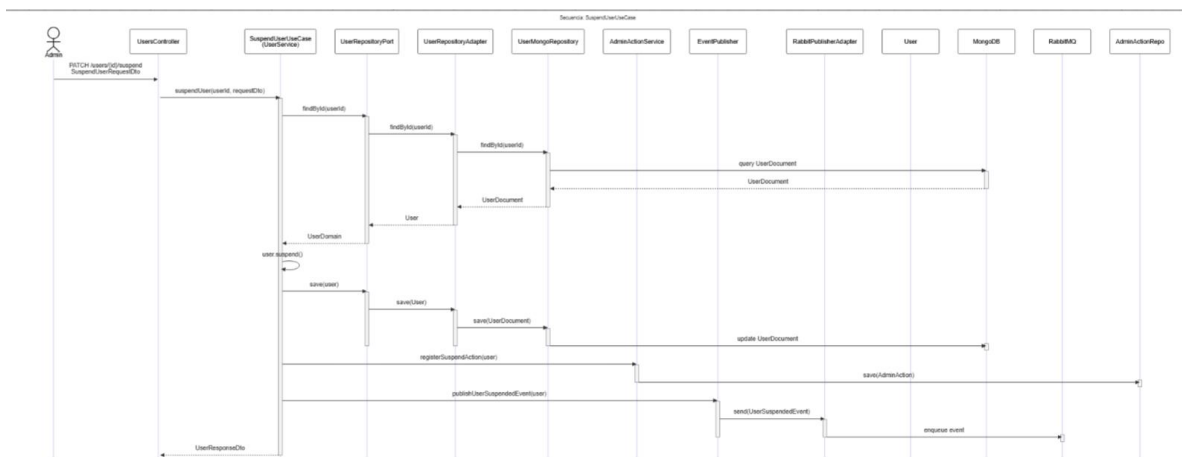 Secuencia: SuspendUserUseCase
Admin
UsersController
SuspendUserUseCase
(UserService)
UserRepositoryPort
UserRepositoryAdapter
UserMongoRepository
AdminActionService
EventPublisher
RabbitPublisherAdapter
User
MongoDB
RabbitMQ
AdminActionRepo
PATCH /users/{id}/suspend
SuspendUserRequestDto
suspendUser(userId, requestDto)
findById(userId)
findById(userId)
findById(userId)
query UserDocument
UserDocument
UserDocument
User
UserDomain
user.suspend()
save(user)
save(User)
save(UserDocument)
update UserDocument
registerSuspendAction(user)
save(AdminAction)
publishUserSuspendedEvent(user)
send(UserSuspendedEvent)
enqueue event
UserResponseDto